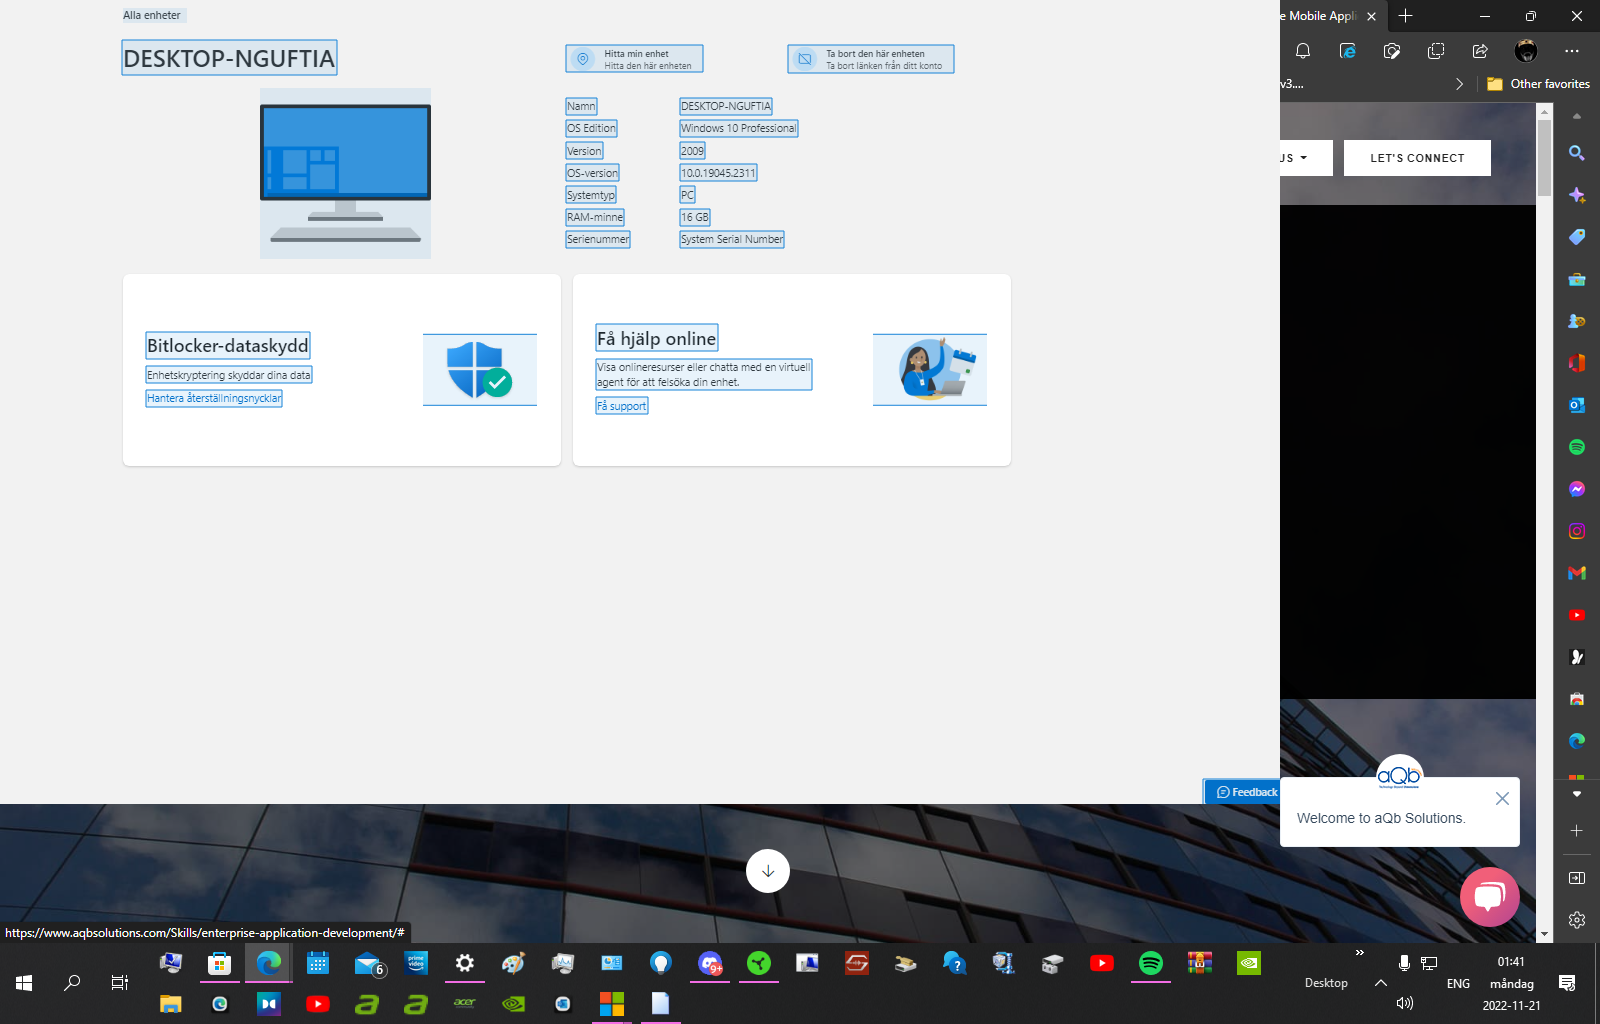 Alla enheter
DESKTOP-NGUFTIA
Hitta min enhet
Hitta den här enheten
Ta bort den här enheten
Ta bort länken från ditt konto
Namn DESKTOP-NGUFTIA
OS Edition Windows 10 Professional
Version 2009
OS-version 10.0.19045.2311
Systemtyp PC
RAM-minne 16 GB
Serienummer System Serial Number
Bitlocker-dataskydd
Enhetskryptering skyddar dina data
Hantera återställningsnycklar
Få hjälp online
Visa onlineresurser eller chatta med en virtuell
agent för att felsöka din enhet.
Få support
Feedback
e Mobile Appli
v3....
Other favorites
US
LET'S CONNECT
aQb
Welcome to aQb Solutions.
https://www.aqbsolutions.com/Skills/enterprise-application-development/#
6
prime video
9+
acer
Desktop
ENG
01:41
måndag
2022-11-21